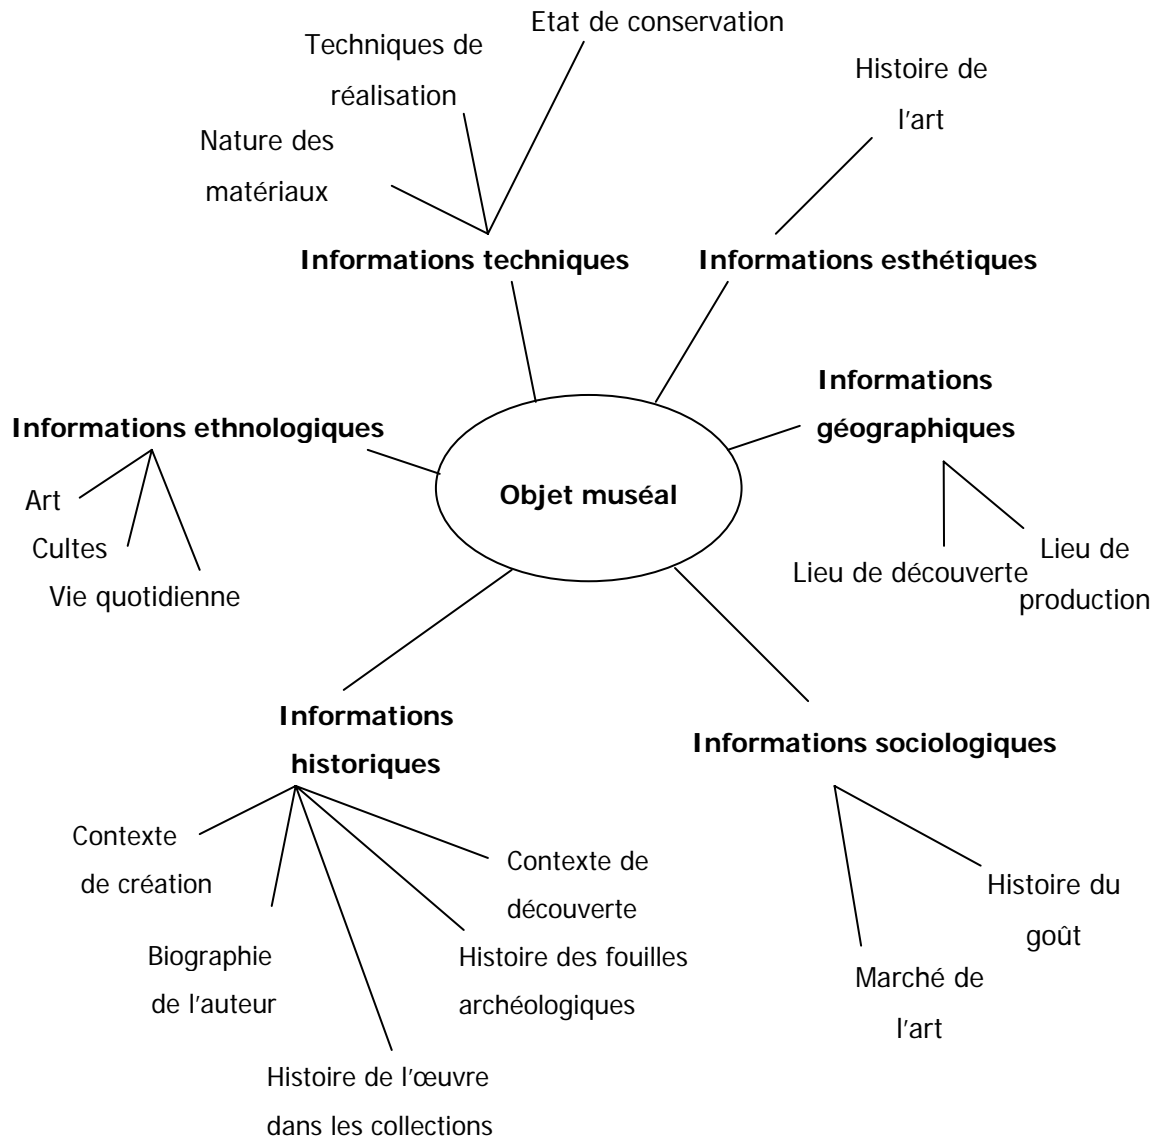 Etat de conservation
Techniques de
réalisation
Histoire de
l'art
Nature des
matériaux
Informations techniques
Informations esthétiques
Informations
géographiques
Informations ethnologiques
Objet muséal
Art
Cultes
Vie quotidienne
Lieu de découverte
Lieu de
production
Informations
historiques
Informations sociologiques
Contexte
de création
Contexte de
découverte
Histoire du
goût
Biographie
de l'auteur
Histoire des fouilles
archéologiques
Marché de
l'art
Histoire de l'œuvre
dans les collections